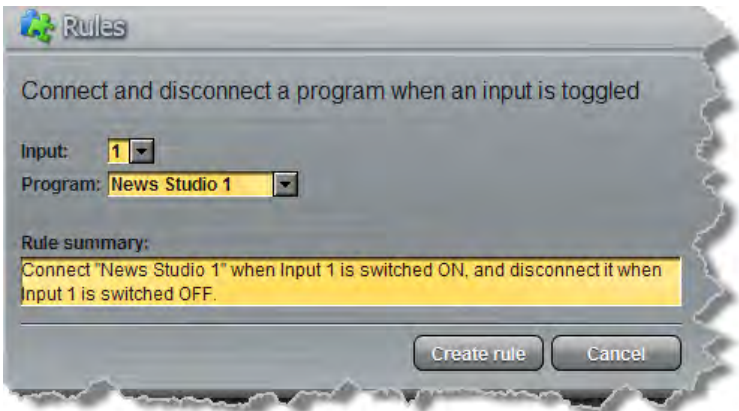 Rules
Connect and disconnect a program when an input is toggled
Input: 1
Program: News Studio 1
Rule summary:
Connect "News Studio 1" when Input 1 is switched ON, and disconnect it when
Input 1 is switched OFF.
Create rule Cancel